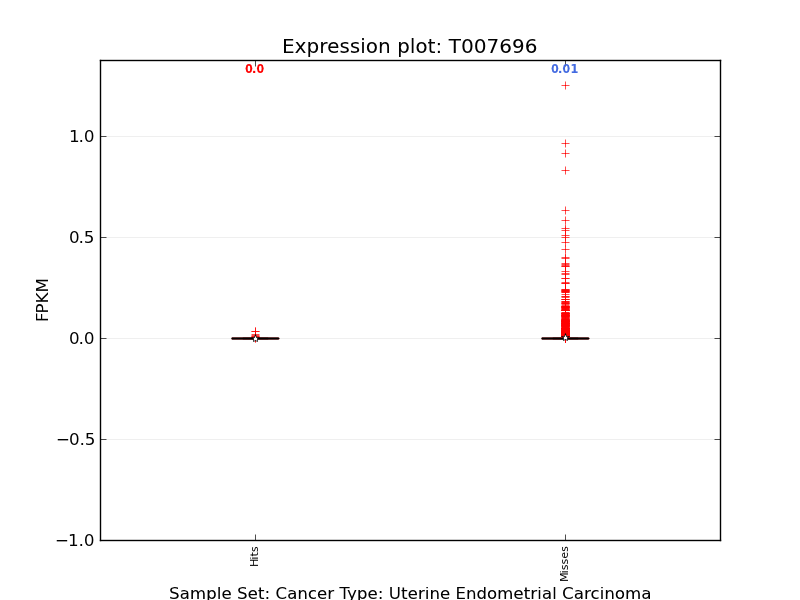 Expression plot: T007696
0.0
0.01
1.0
0.5
0.0
−0.5
−1.0
FPKM
Hits
Misses
Sample Set: Cancer Type: Uterine Endometrial Carcinoma